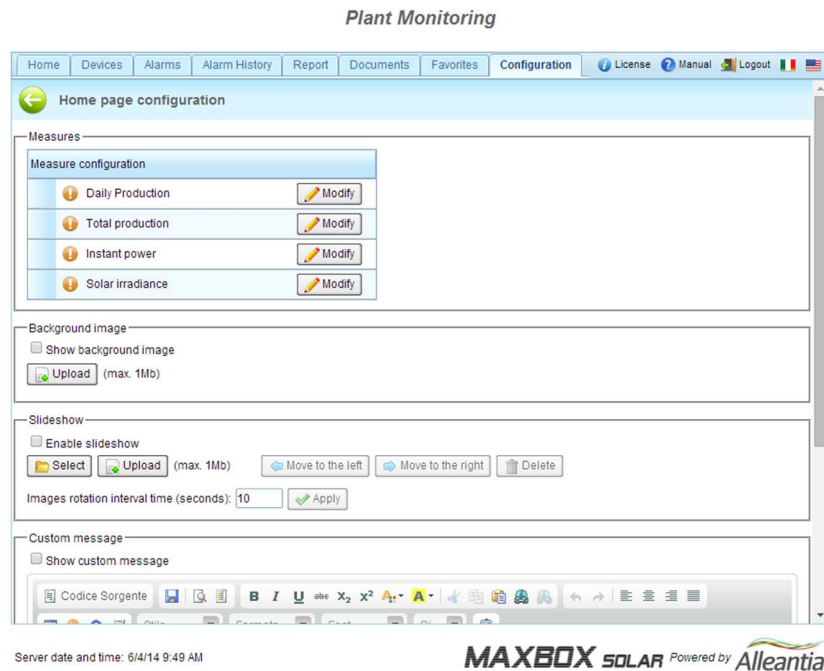 Plant Monitoring
Home Devices Alarms Alarm History Report Documents Favorites Configuration License Manual Logout
Home page configuration
Measures
Measure configuration
Daily Production Modify
Total production Modify
Instant power Modify
Solar irradiance Modify
Background image
Show background image
Upload (max. 1Mb)
Slideshow
Enable slideshow
Select Upload (max. 1Mb) Move to the left Move to the right Delete
Images rotation interval time (seconds): 10 Apply
Custom message
Show custom message
Codice Sorgente B I U abc X₂ X² A A
Server date and time: 6/4/14 9:49 AM
MAXBOX SOLAR Powered by Alleantia